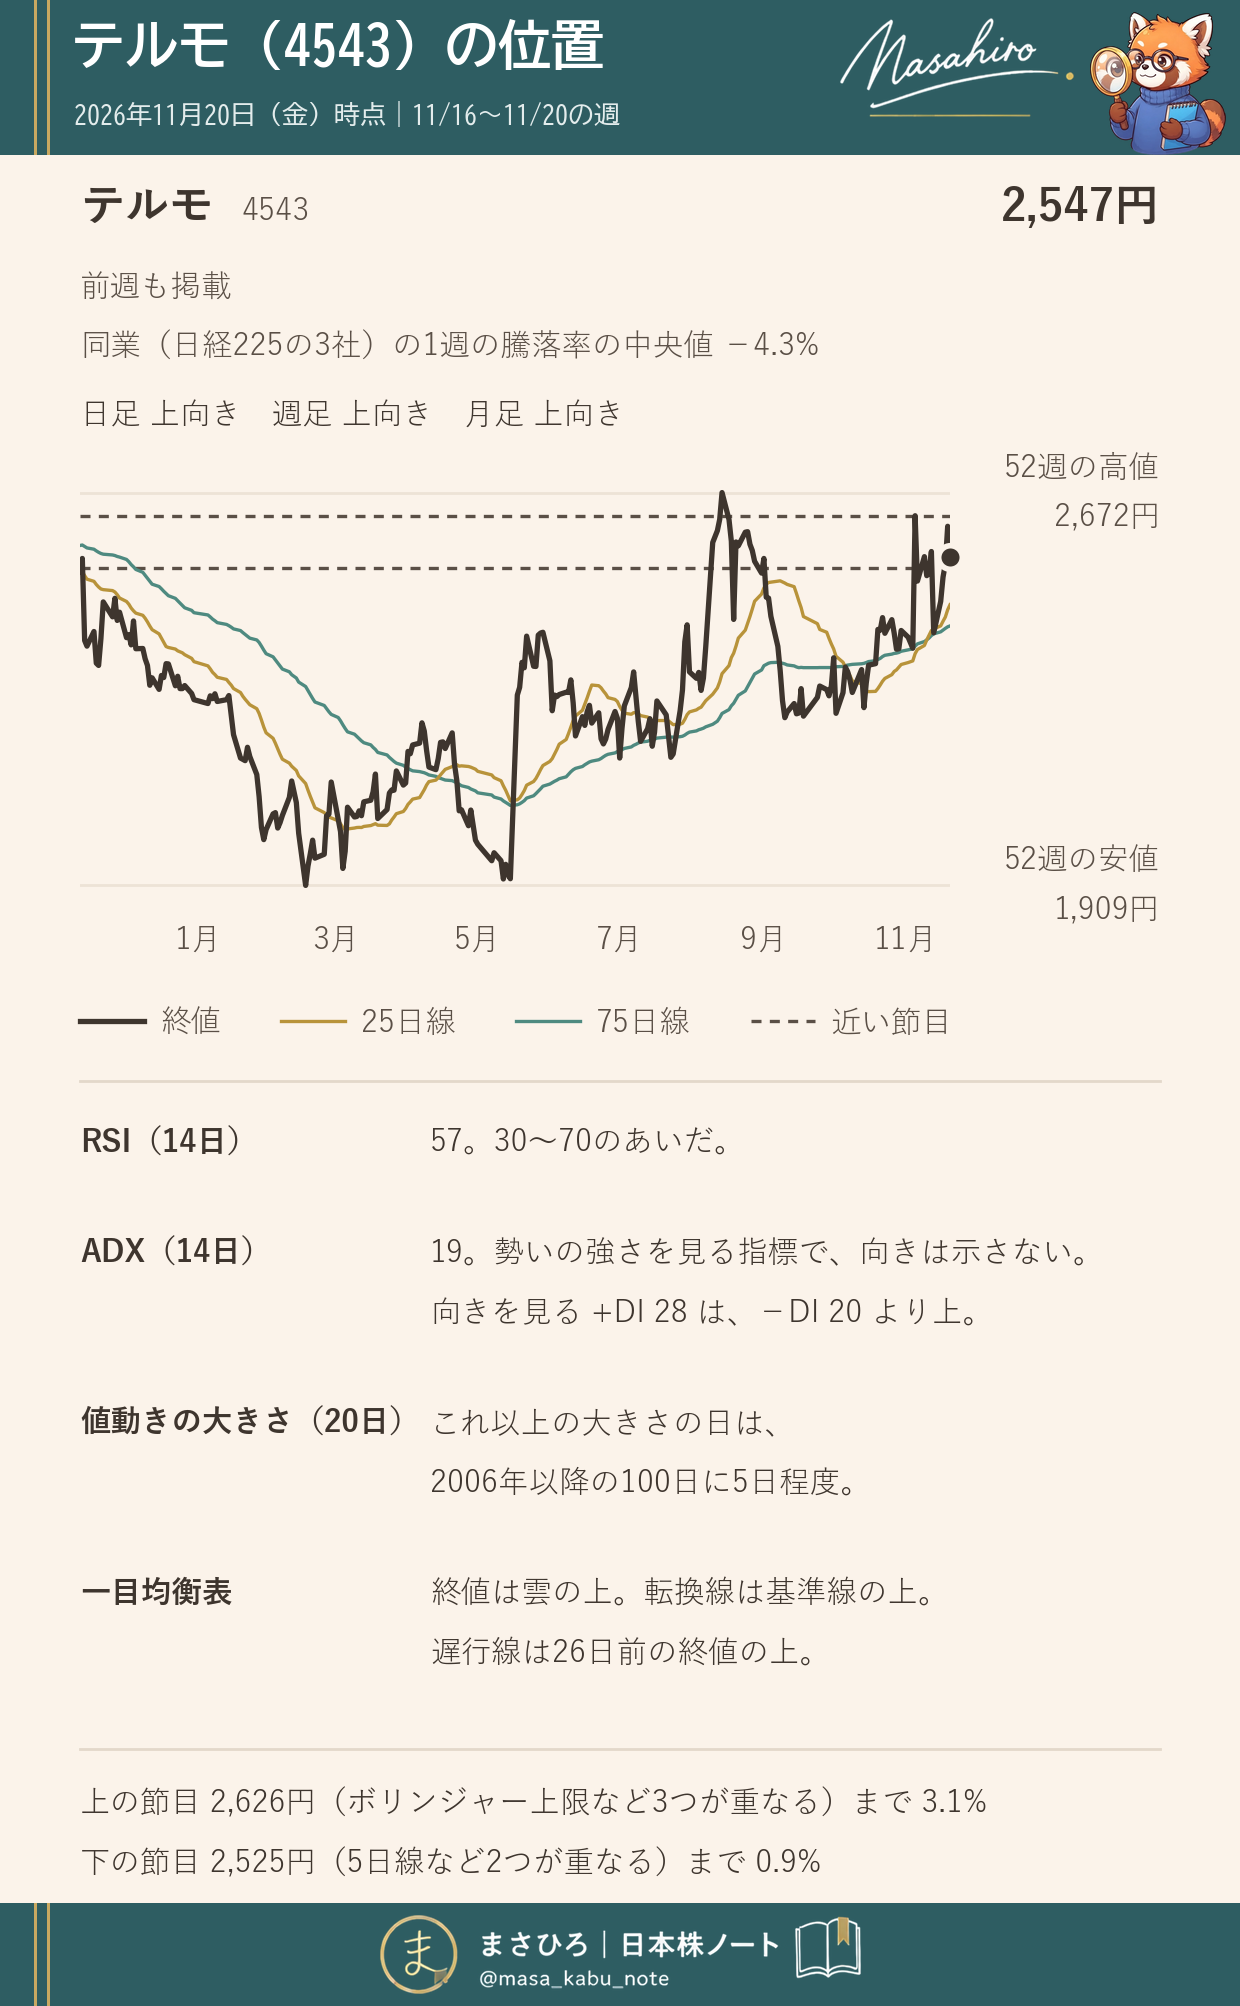 テルモ（4543）の位置
2026年11月20日（金）時点｜11/16～11/20の週
Masahiro
テルモ 4543
2,547円
前週も掲載
同業（日経225の3社）の1週の騰落率の中央値 －4.3%
日足 上向き 週足 上向き 月足 上向き
52週の高値
2,672円
52週の安値
1,909円
1月 3月 5月 7月 9月 11月
終値 25日線 75日線 近い節目
RSI（14日） 57。30～70のあいだ。
ADX（14日） 19。勢いの強さを見る指標で、向きは示さない。
向きを見る +DI 28 は、－DI 20 より上。
値動きの大きさ（20日） これ以上の大きさの日は、
2006年以降の100日に5日程度。
一目均衡表 終値は雲の上。転換線は基準線の上。
遅行線は26日前の終値の上。
上の節目 2,626円（ボリンジャー上限など3つが重なる）まで 3.1%
下の節目 2,525円（5日線など2つが重なる）まで 0.9%
ま
まさひろ｜日本株ノート
@masa_kabu_note